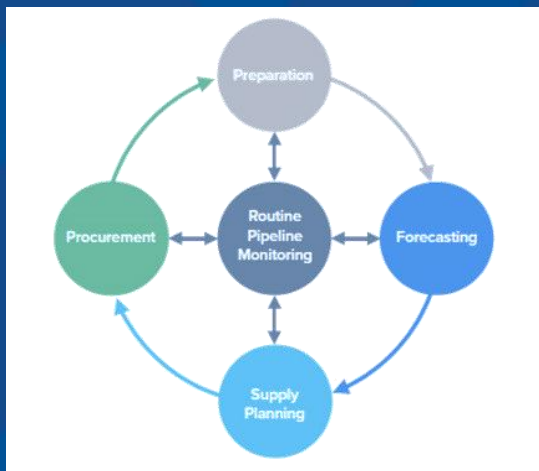 Preparation
Procurement
Routine
Pipeline
Monitoring
Forecasting
Supply
Planning